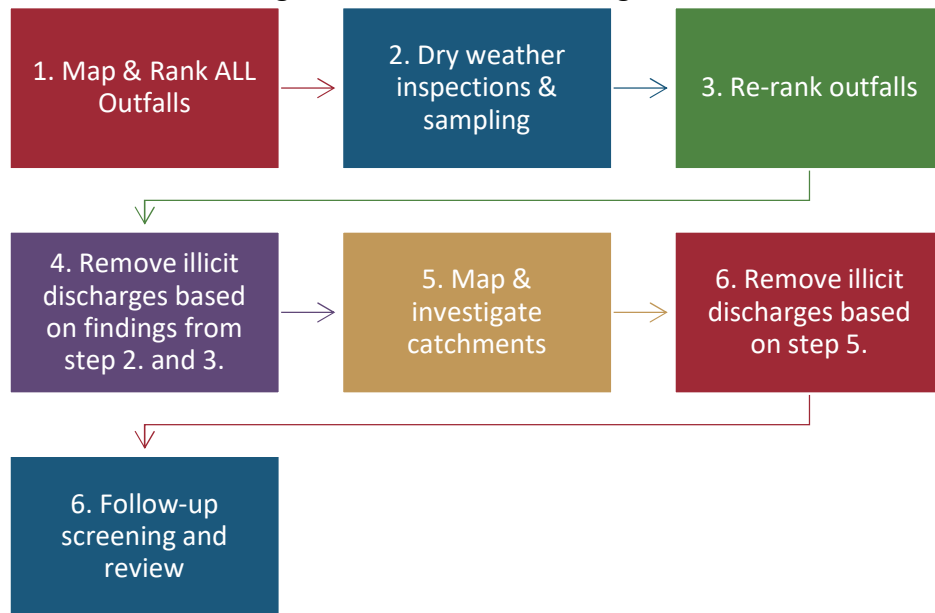 1. Map & Rank ALL
Outfalls
2. Dry weather
inspections &
sampling
3. Re-rank outfalls
4. Remove illicit
discharges based
on findings from
step 2. and 3.
5. Map &
investigate
catchments
6. Remove illicit
discharges based
on step 5.
6. Follow-up
screening and
review